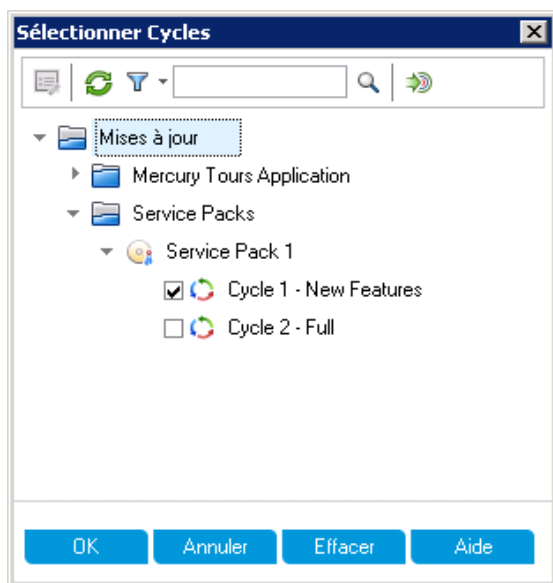 Sélectionner Cycles
Mises à jour
Mercury Tours Application
Service Packs
Service Pack 1
Cycle 1 - New Features
Cycle 2 - Full
OK Annuler Effacer Aide